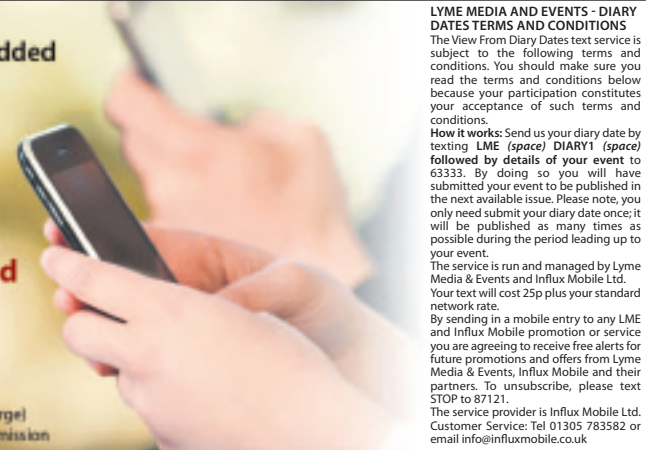 dded
d
rge)
mission
LYME MEDIA AND EVENTS - DIARY
DATES TERMS AND CONDITIONS
The View From Diary Dates text service is
subject to the following terms and
conditions. You should make sure you
read the terms and conditions below
because your participation constitutes
your acceptance of such terms and
conditions.
How it works: Send us your diary date by
texting LME (space) DIARY1 (space)
followed by details of your event to
63333. By doing so you will have
submitted your event to be published in
the next available issue. Please note, you
only need submit your diary date once; it
will be published as many times as
possible during the period leading up to
your event.
The service is run and managed by Lyme
Media & Events and Influx Mobile Ltd.
Your text will cost 25p plus your standard
network rate.
By sending in a mobile entry to any LME
and Influx Mobile promotion or service
you are agreeing to receive free alerts for
future promotions and offers from Lyme
Media & Events, Influx Mobile and their
partners. To unsubscribe, please text
STOP to 87121.
The service provider is Influx Mobile Ltd.
Customer Service: Tel 01305 783582 or
email info@influxmobile.co.uk